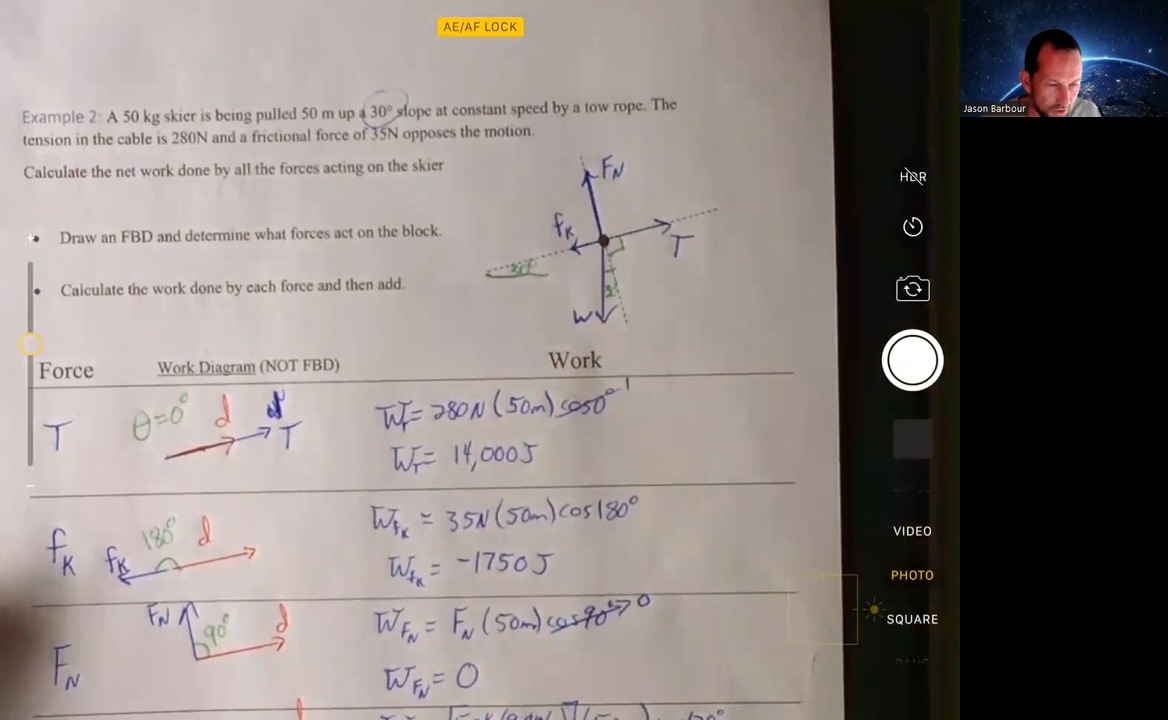 AE/AF LOCK
Jason Barbour
Example 2: A 50 kg skier is being pulled 50 m up a 30° slope at constant speed by a tow rope. The
tension in the cable is 280N and a frictional force of 35N opposes the motion.
Calculate the net work done by all the forces acting on the skier
FN
fK
T
30°
W
• Draw an FBD and determine what forces act on the block.
• Calculate the work done by each force and then add.
HDR
Force Work Diagram (NOT FBD) Work
T θ=0° d T WT = 280N (50m) cos0° 1
WT = 14,000J
fK fK 180° d WfK = 35N (50m) cos180°
WfK = -1750J
FN FN 90° d WFN = FN (50m) cos90° 0
WFN = 0
d
VIDEO
PHOTO
SQUARE